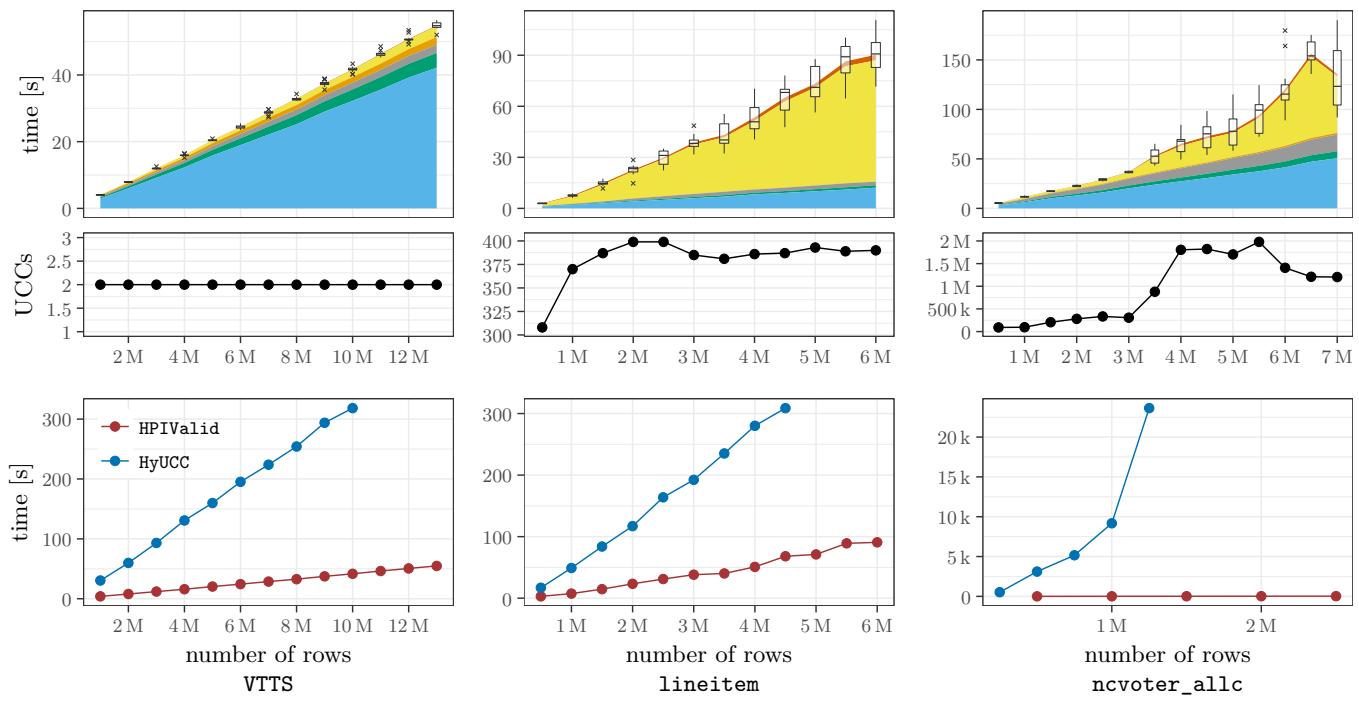 time [s]
40
20
0
90
60
30
0
150
100
50
0
UCCs
3
2.5
2
1.5
1
400
375
350
325
300
2 M
1.5 M
1 M
500 k
0
2 M 4 M 6 M 8 M 10 M 12 M
1 M 2 M 3 M 4 M 5 M 6 M
1 M 2 M 3 M 4 M 5 M 6 M 7 M
time [s]
300
200
100
0
HPIValid
HyUCC
300
200
100
0
20 k
15 k
10 k
5 k
0
2 M 4 M 6 M 8 M 10 M 12 M
1 M 2 M 3 M 4 M 5 M 6 M
1 M 2 M
number of rows
VTTS
number of rows
lineitem
number of rows
ncvoter_allc